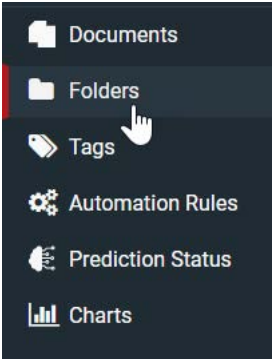 Documents
Folders
Tags
Automation Rules
Prediction Status
Charts